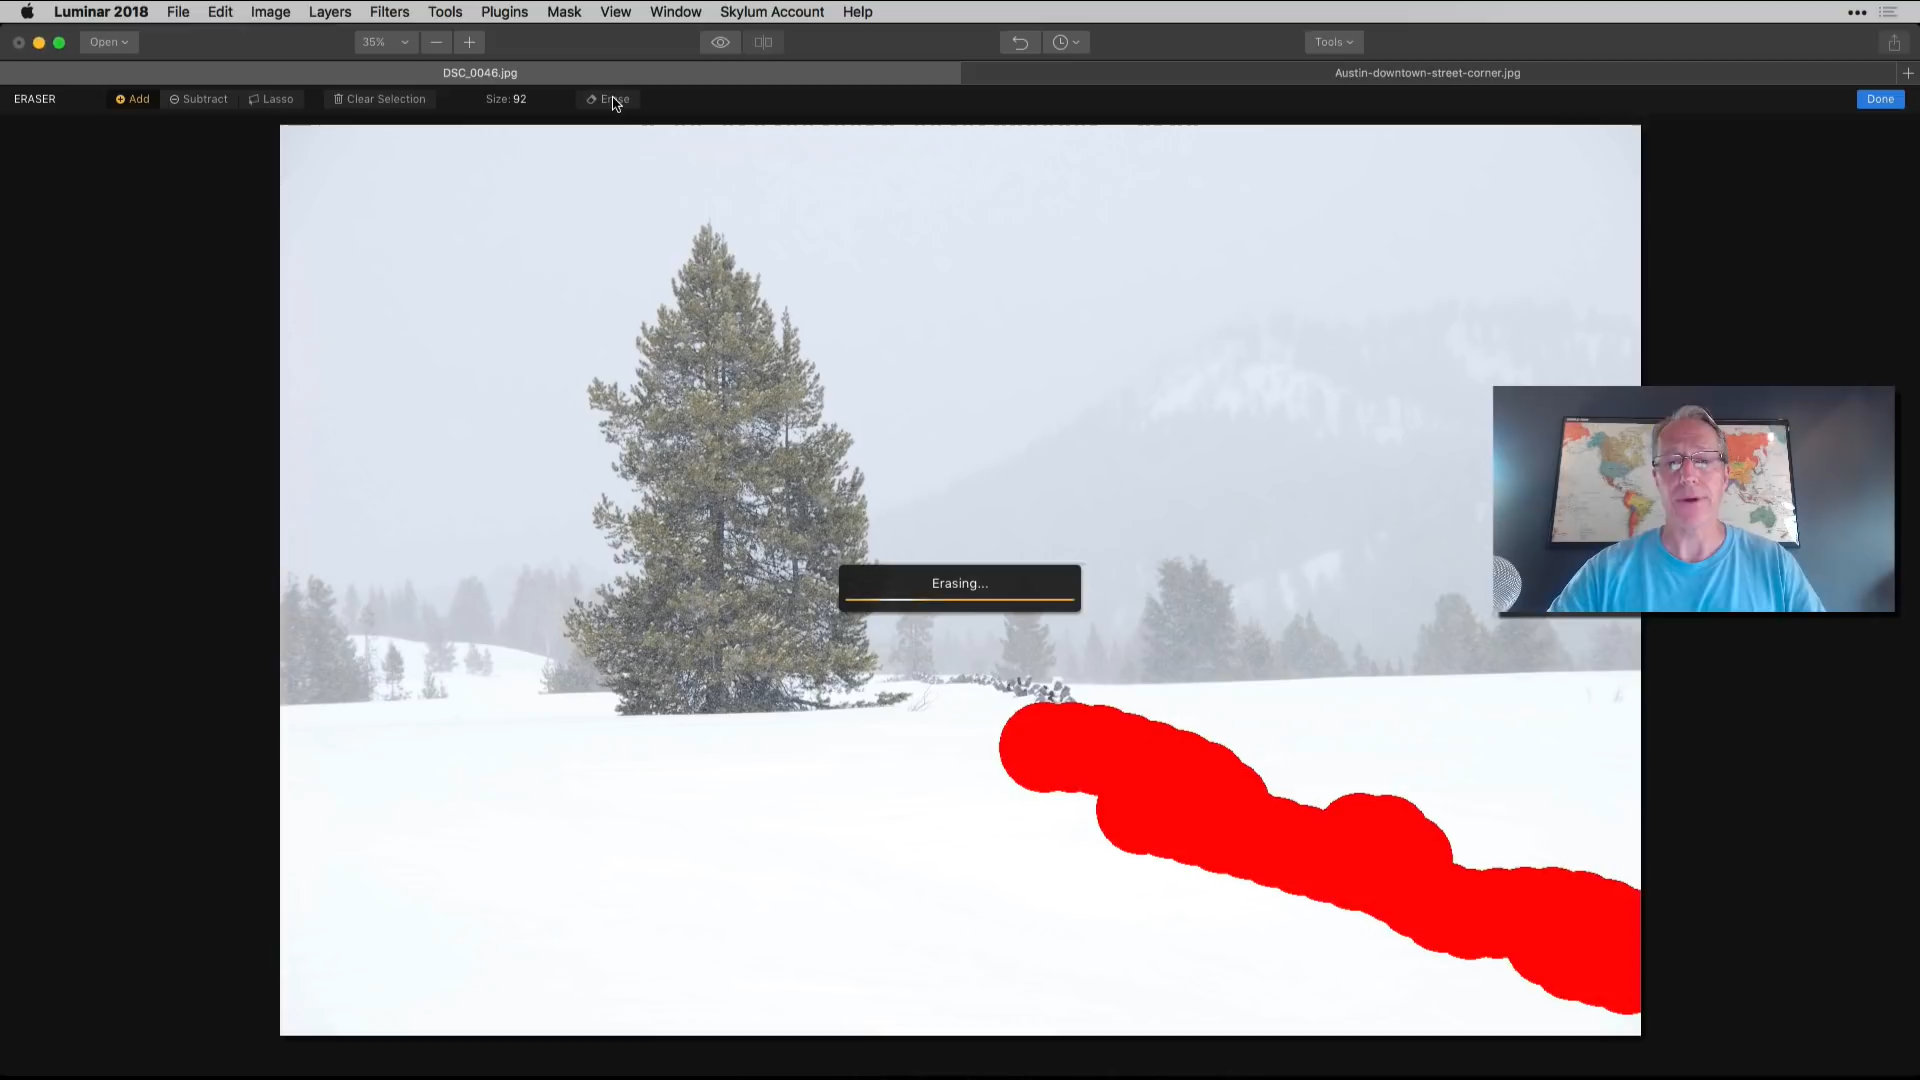 Luminar 2018 File Edit Image Layers Filters Tools Plugins Mask View Window Skylum Account Help
Open 35% Tools
DSC_0046.jpg Austin-downtown-street-corner.jpg
ERASER Add Subtract Lasso Clear Selection Size: 92 Erase Done
Erasing...